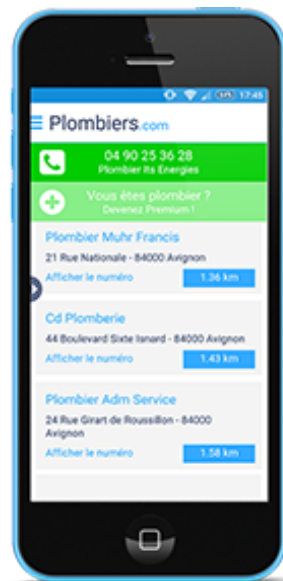 17:45
Plombiers.com
04 90 25 36 28
Plombier Its Energies
Vous êtes plombier ?
Devenez Premium !
Plombier Muhr Francis
21 Rue Nationale - 84000 Avignon
Afficher le numéro 1.36 km
Cd Plomberie
44 Boulevard Sixte Isnard - 84000 Avignon
Afficher le numéro 1.43 km
Plombier Adm Service
24 Rue Girart de Roussillon - 84000
Avignon
Afficher le numéro 1.58 km